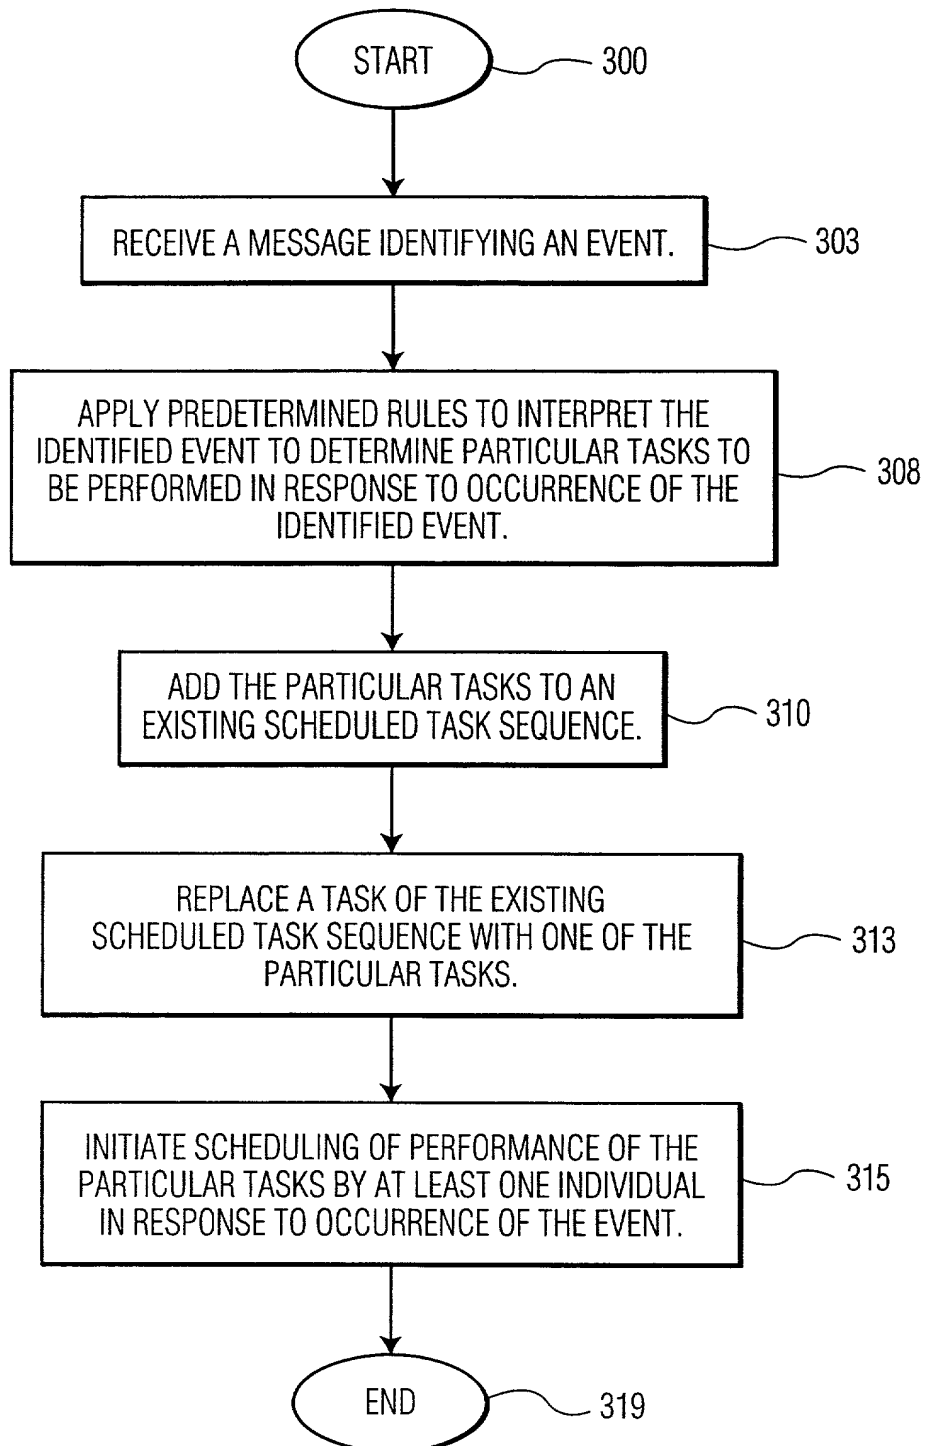 START
300
RECEIVE A MESSAGE IDENTIFYING AN EVENT.
303
APPLY PREDETERMINED RULES TO INTERPRET THE
IDENTIFIED EVENT TO DETERMINE PARTICULAR TASKS TO
BE PERFORMED IN RESPONSE TO OCCURRENCE OF THE
IDENTIFIED EVENT.
308
ADD THE PARTICULAR TASKS TO AN
EXISTING SCHEDULED TASK SEQUENCE.
310
REPLACE A TASK OF THE EXISTING
SCHEDULED TASK SEQUENCE WITH ONE OF THE
PARTICULAR TASKS.
313
INITIATE SCHEDULING OF PERFORMANCE OF THE
PARTICULAR TASKS BY AT LEAST ONE INDIVIDUAL
IN RESPONSE TO OCCURRENCE OF THE EVENT.
315
END
319